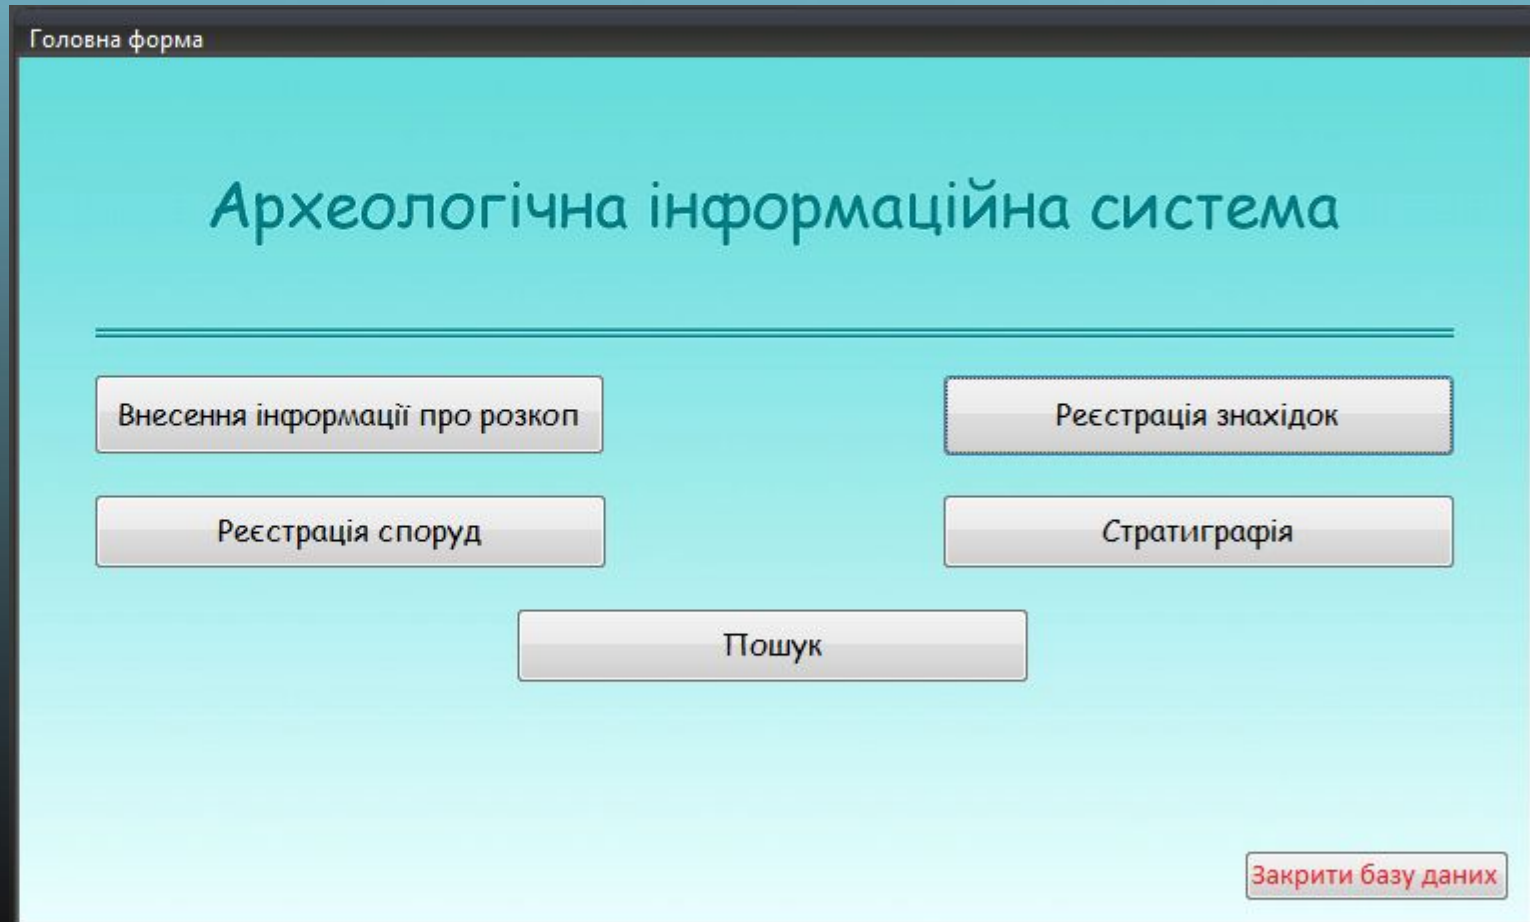 Головна форма
Археологічна інформаційна система
Внесення інформації про розкоп
Реєстрація знахідок
Реєстрація споруд
Стратиграфія
Пошук
Закрити базу даних